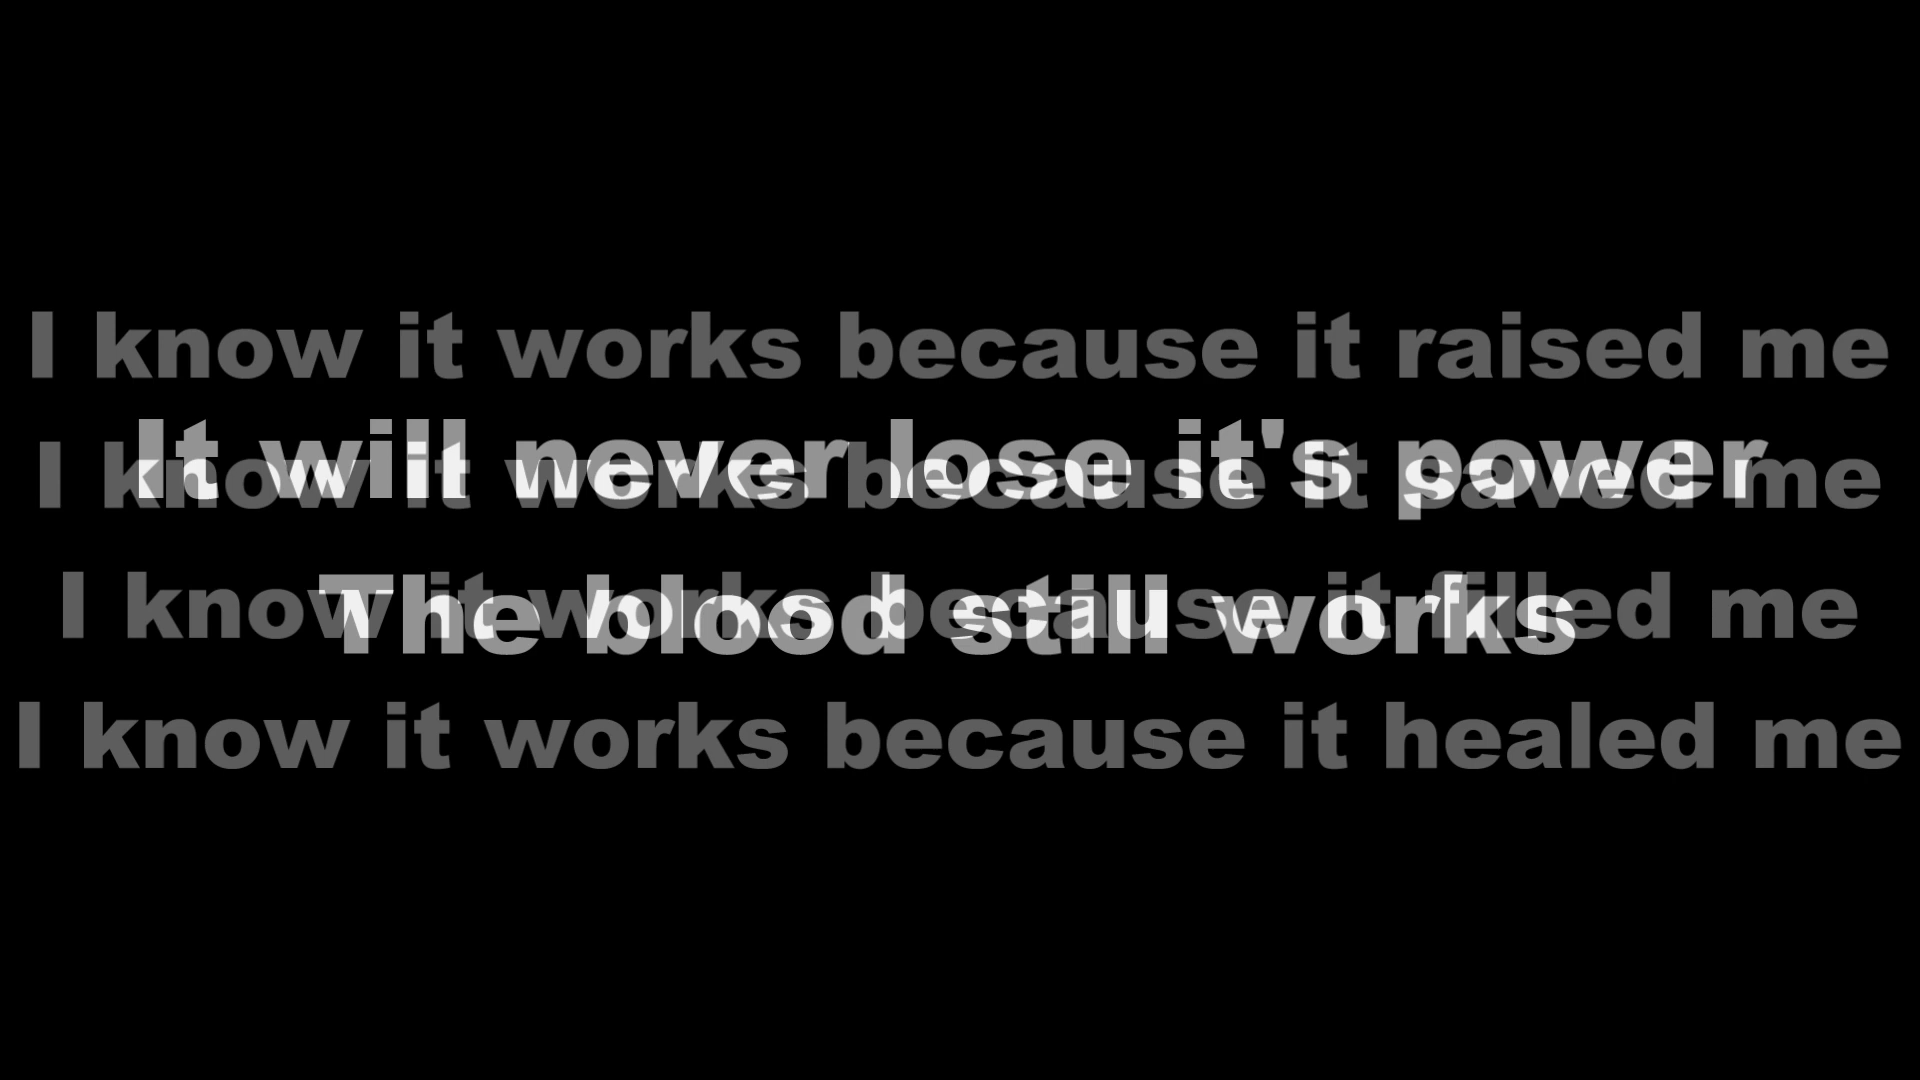 I know it works because it raised me
It will never lose it's power
I know it works because it saved me
The blood still works
I know it works because it filled me
I know it works because it healed me